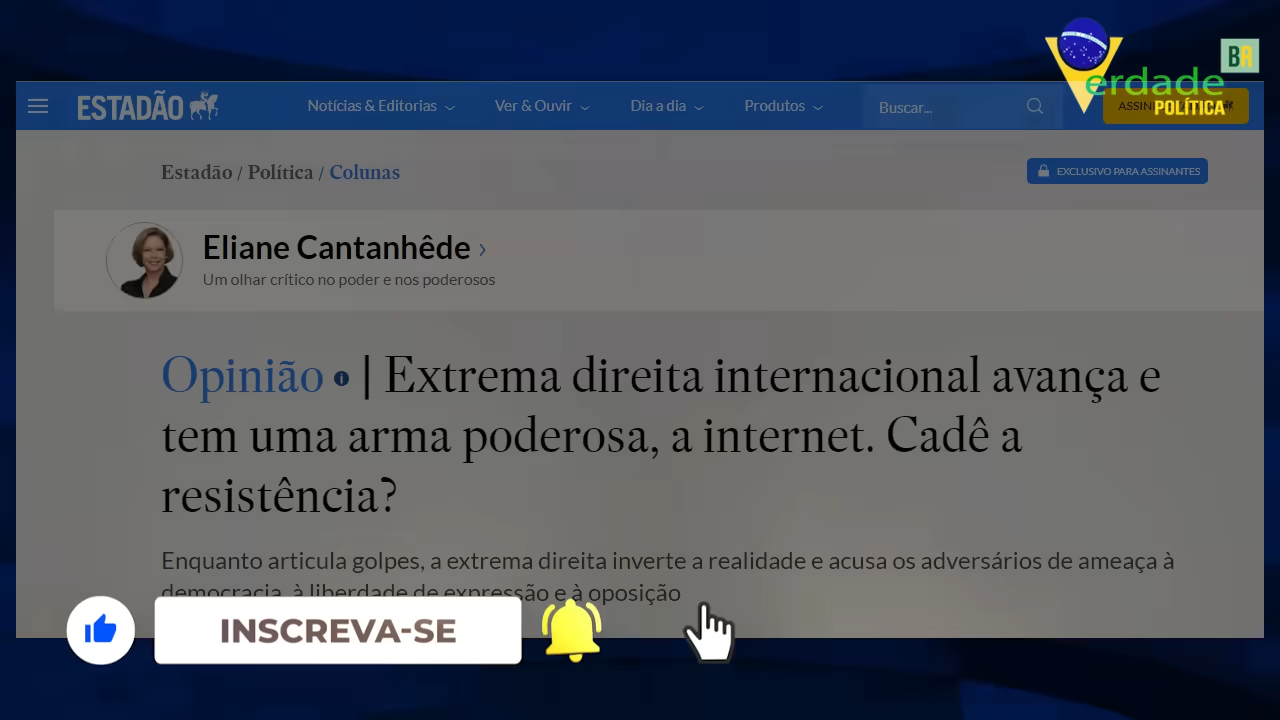 BR
Verdade
POLÍTICA
ESTADÃO
Notícias & Editorias
Ver & Ouvir
Dia a dia
Produtos
Buscar...
Estadão / Política / Colunas
EXCLUSIVO PARA ASSINANTES
Eliane Cantanhêde ›
Um olhar crítico no poder e nos poderosos
Opinião | Extrema direita internacional avança e
tem uma arma poderosa, a internet. Cadê a
resistência?
Enquanto articula golpes, a extrema direita inverte a realidade e acusa os adversários de ameaça à
democracia, à liberdade de expressão e à oposição
INSCREVA-SE